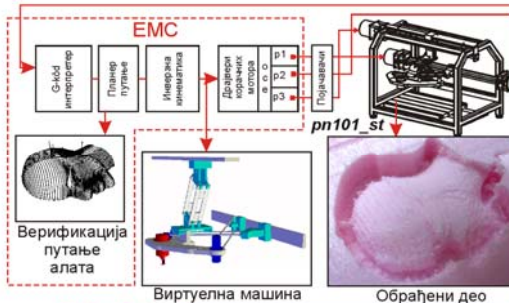 EMC
G-kód
интерпретер
Планер
путање
Инверзна
кинематика
Драјвери
корачних
мотора
о с е
p1
p2
p3
Појачавачи
pn101_st
Верификација
путање
алата
Виртуелна машина
Обрађени део